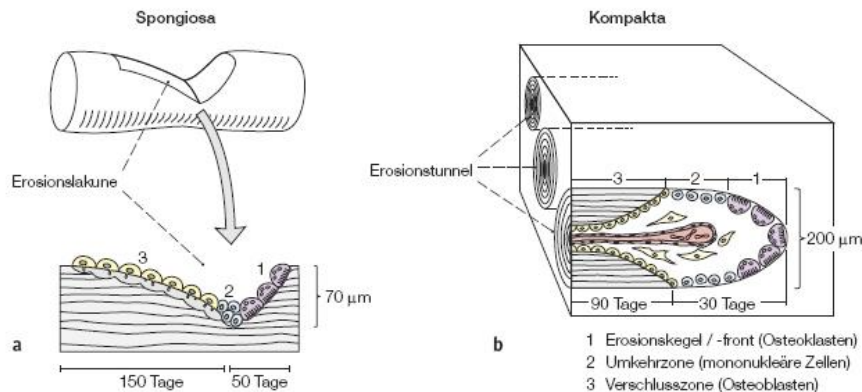 Spongiosa
Erosionslakune
3
2
1
70 μm
a
150 Tage
50 Tage
Kompakta
Erosionstunnel
3
2
1
200 μm
90 Tage
30 Tage
b
1 Erosionskegel / -front (Osteoklasten)
2 Umkehrzone (mononukleäre Zellen)
3 Verschlusszone (Osteoblasten)